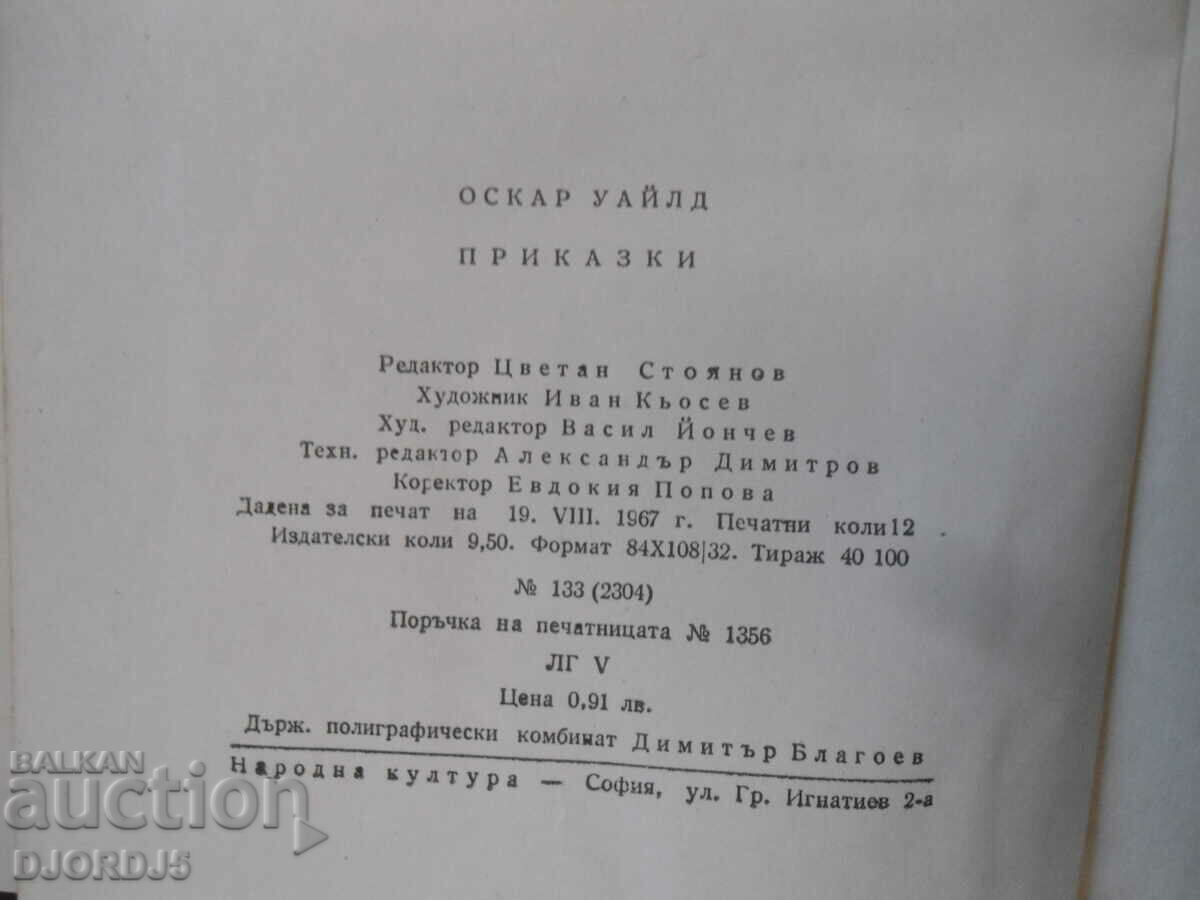 ОСКАР УАЙЛД
ПРИКАЗКИ
Редактор Цветан Стоянов
Художник Иван Кьосев
Худ. редактор Васил Йончев
Техн. редактор Александър Димитров
Коректор Евдокия Попова
Дадена за печат на 19. VIII. 1967 г. Печатни коли 12
Издателски коли 9,50. Формат 84X108|32. Тираж 40 100
№ 133 (2304)
Поръчка на печатницата № 1356
ЛГ V
Цена 0,91 лв.
Държ. полиграфически комбинат Димитър Благоев
Народна култура — София, ул. Гр. Игнатиев 2-а
BALKAN
auction
DJORDJ5